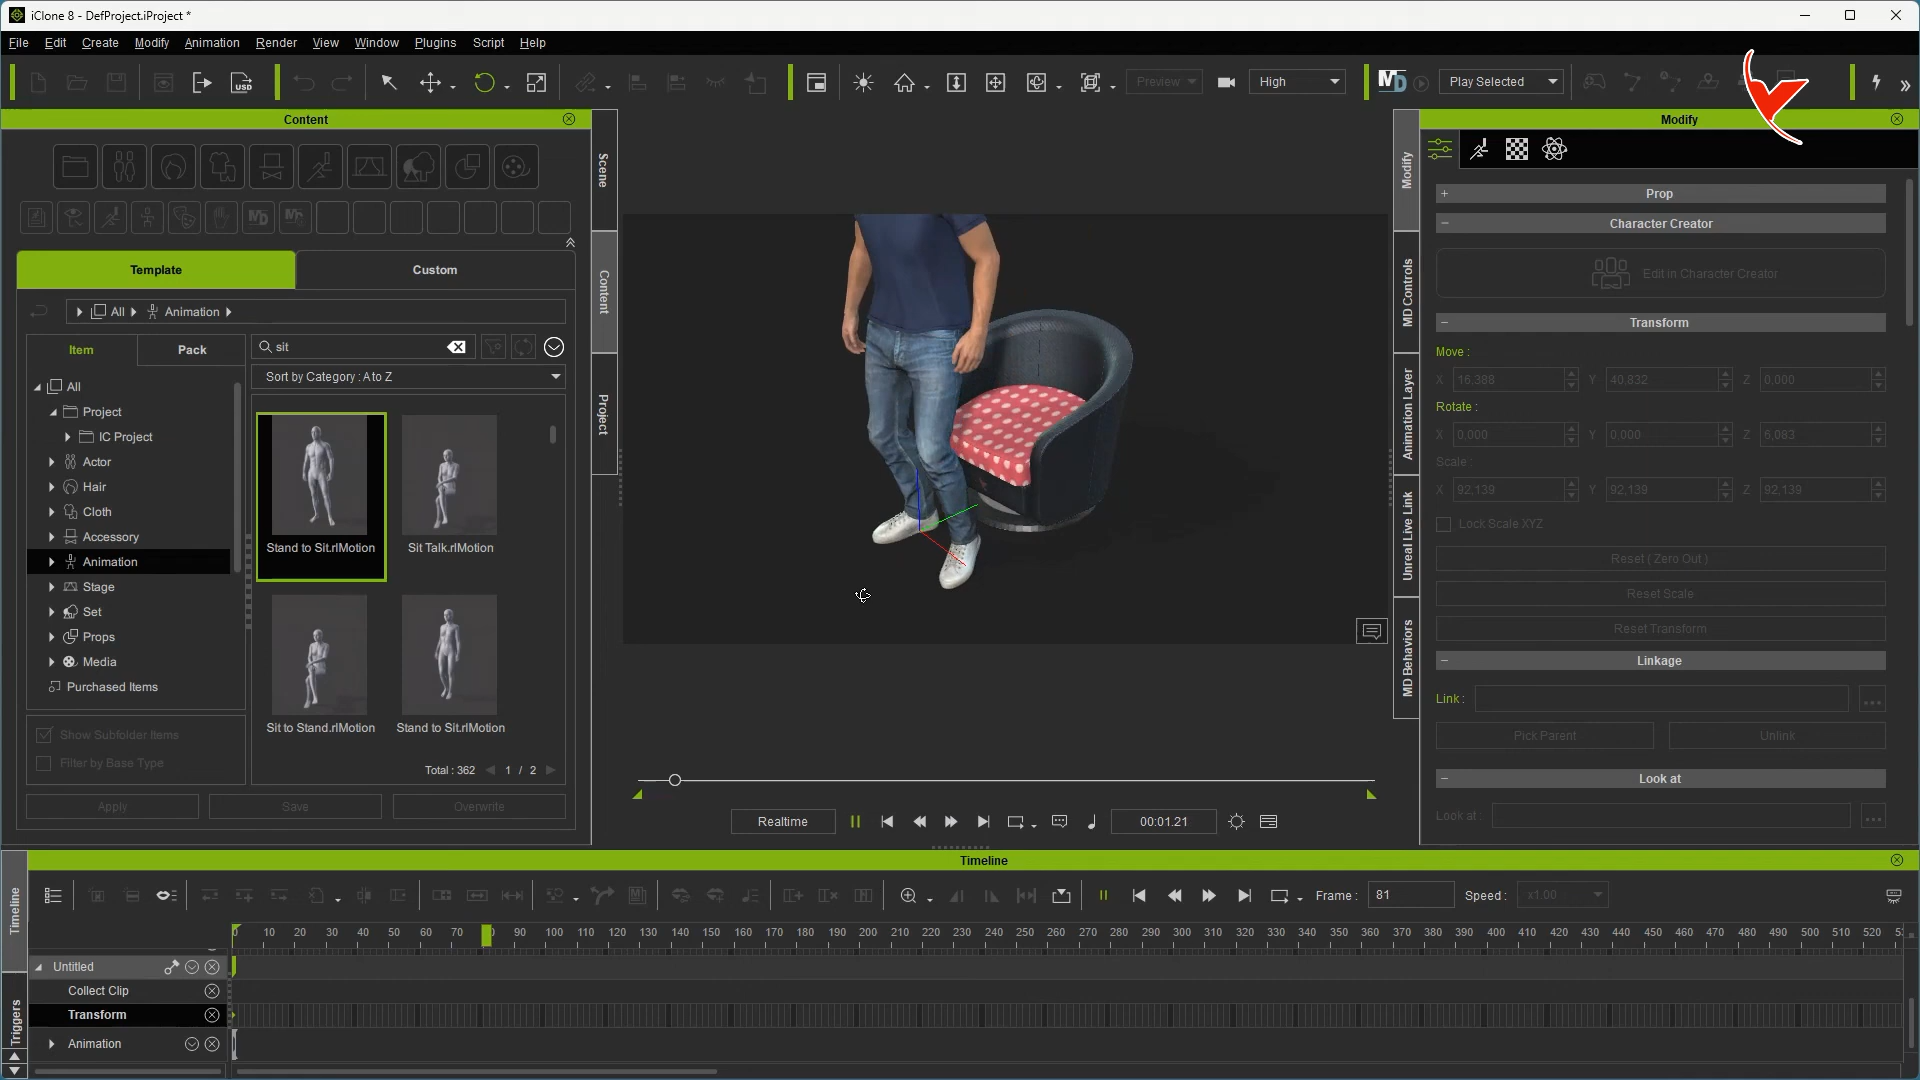 iClone 8 - DefProject.iProject *
File Edit Create Modify Animation Render View Window Plugins Script Help
USD
Preview High MD Play Selected
Content
Modify
Template Custom
All Animation
Item Pack
sit
Sort by Category : A to Z
All
Project
IC Project
Actor
Hair
Cloth
Accessory
Animation
Stage
Set
Props
Media
Purchased Items
Show Subfolder Items
Filter by Base Type
Stand to Sit.rlMotion Sit Talk.rlMotion
Sit to Stand.rlMotion Stand to Sit.rlMotion
Total : 362 1 / 2
Apply Save Overwrite
Scene
Content
Project
Modify
MD Controls
Animation Layer
Unreal Live Link
MD Behaviors
Prop
Character Creator
Edit in Character Creator
Transform
Move :
X 16,388 Y 40,832 Z 0,000
Rotate :
X 0,000 Y 0,000 Z 6,083
Scale :
X 92,139 Y 92,139 Z 92,139
Lock Scale XYZ
Reset ( Zero Out )
Reset Scale
Reset Transform
Linkage
Link :
Pick Parent Unlink
Look at
Look at :
Realtime 00:01.21
Timeline
Timeline
Triggers
Frame : 81 Speed : x1.00
0 10 20 30 40 50 60 70 90 100 110 120 130 140 150 160 170 180 190 200 210 220 230 240 250 260 270 280 290 300 310 320 330 340 350 360 370 380 390 400 410 420 430 440 450 460 470 480 490 500 510 520
Untitled
Collect Clip
Transform
Animation